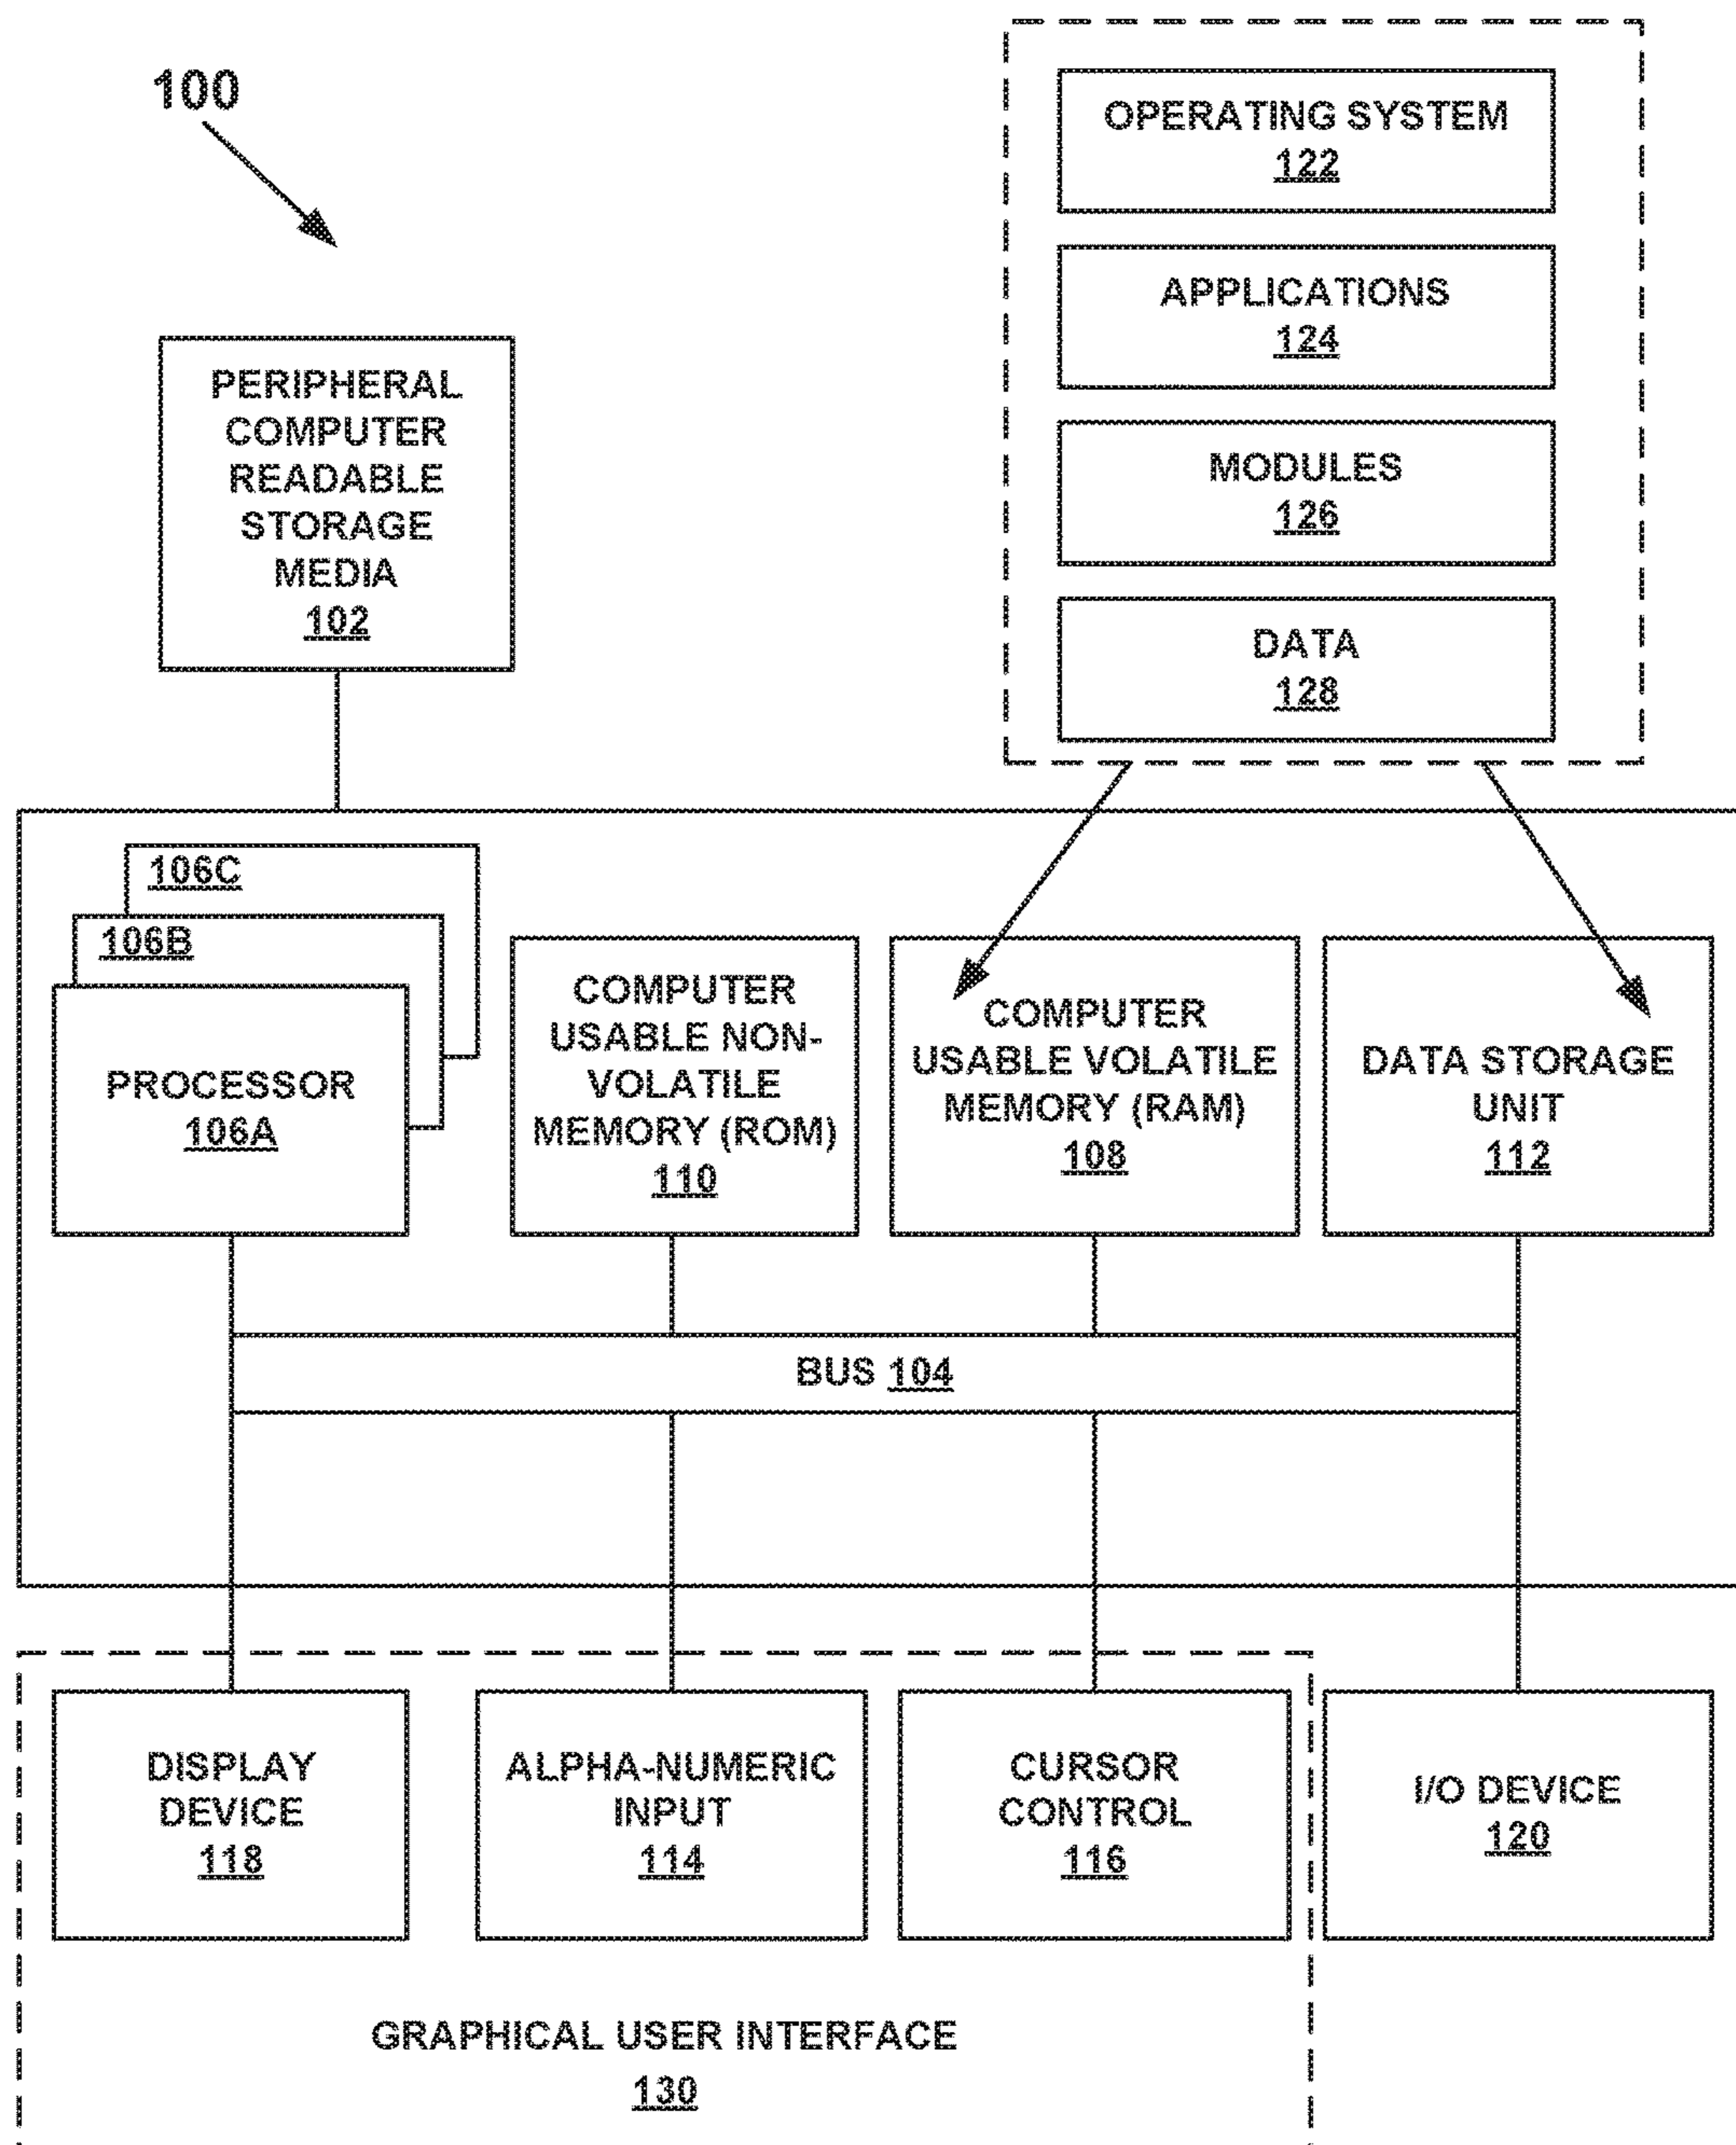 100
OPERATING SYSTEM
122
APPLICATIONS
124
MODULES
126
DATA
128
PERIPHERAL
COMPUTER
READABLE
STORAGE
MEDIA
102
106C
106B
PROCESSOR
106A
COMPUTER
USABLE NON-
VOLATILE
MEMORY (ROM)
110
COMPUTER
USABLE VOLATILE
MEMORY (RAM)
108
DATA STORAGE
UNIT
112
BUS 104
DISPLAY
DEVICE
118
ALPHA-NUMERIC
INPUT
114
CURSOR
CONTROL
116
I/O DEVICE
120
GRAPHICAL USER INTERFACE
130